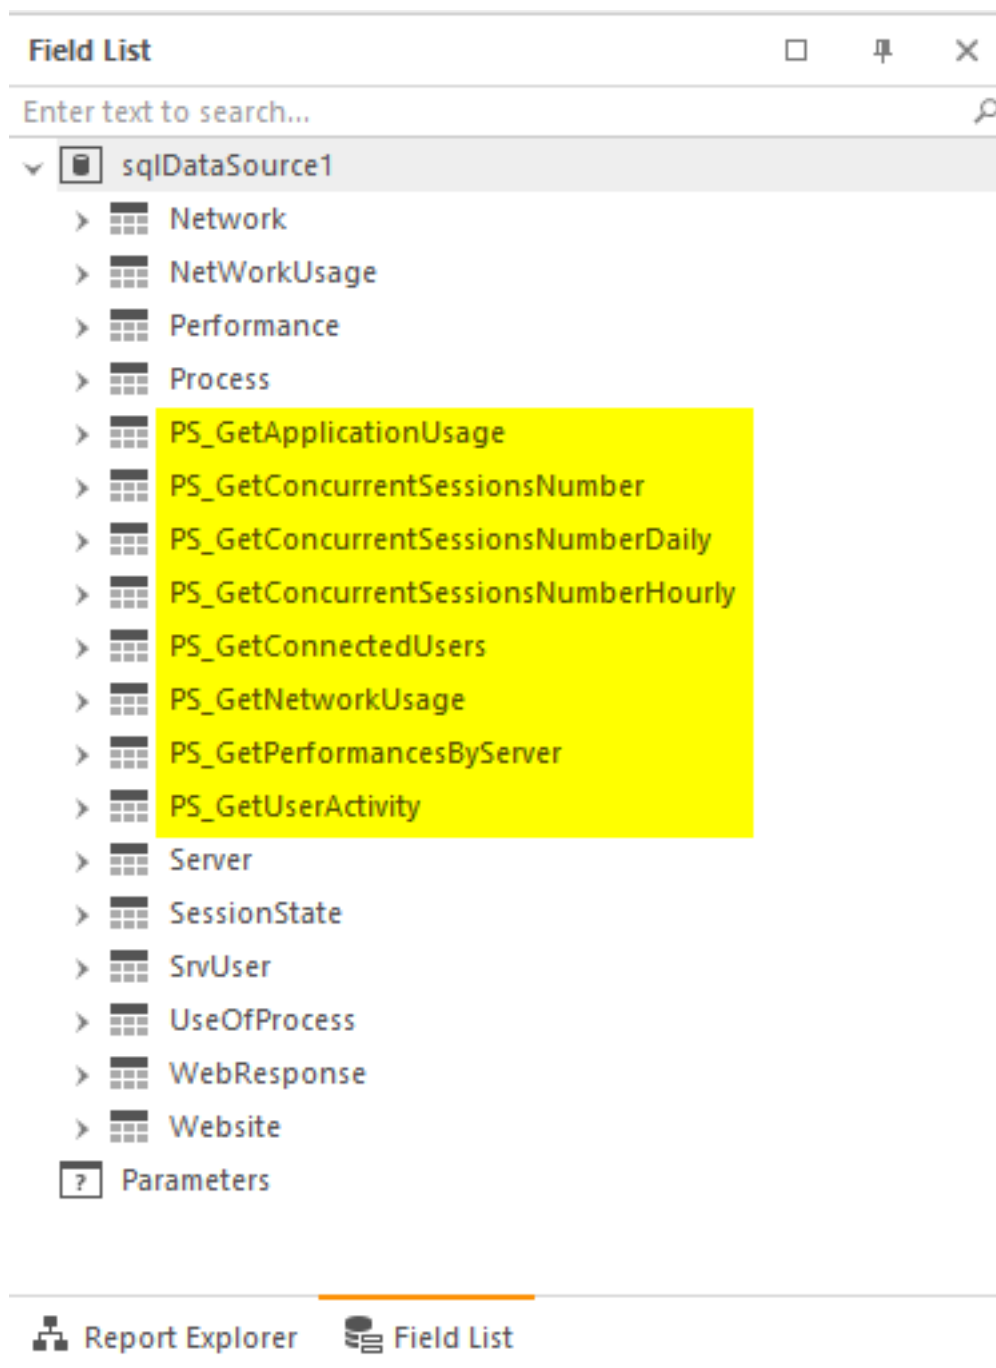 Field List
Enter text to search...
sqlDataSource1
Network
NetWorkUsage
Performance
Process
PS_GetApplicationUsage
PS_GetConcurrentSessionsNumber
PS_GetConcurrentSessionsNumberDaily
PS_GetConcurrentSessionsNumberHourly
PS_GetConnectedUsers
PS_GetNetworkUsage
PS_GetPerformancesByServer
PS_GetUserActivity
Server
SessionState
SrvUser
UseOfProcess
WebResponse
Website
? Parameters
Report Explorer Field List